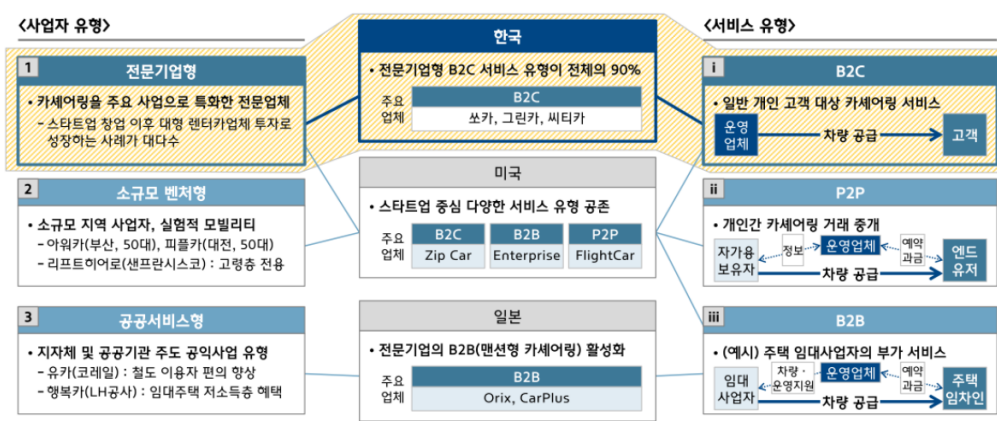 <사업자 유형>
1
전문기업형
• 카셰어링을 주요 사업으로 특화한 전문업체
– 스타트업 창업 이후 대형 렌터카업체 투자로
성장하는 사례가 대다수
2
소규모 벤처형
• 소규모 지역 사업자, 실험적 모빌리티
– 아워카(부산, 50대), 피플카(대전, 50대)
– 리프트히어로(샌프란시스코) : 고령층 전용
3
공공서비스형
• 지자체 및 공공기관 주도 공익사업 유형
– 유카(코레일) : 철도 이용자 편의 향상
– 행복카(LH공사) : 임대주택 저소득층 혜택
한국
• 전문기업형 B2C 서비스 유형이 전체의 90%
주요
업체
B2C
쏘카, 그린카, 씨티카
미국
• 스타트업 중심 다양한 서비스 유형 공존
주요
업체
B2C B2B P2P
Zip Car Enterprise FlightCar
일본
• 전문기업의 B2B(맨션형 카셰어링) 활성화
주요
업체
B2B
Orix, CarPlus
<서비스 유형>
i
B2C
• 일반 개인 고객 대상 카셰어링 서비스
운영
업체
차량 공급
고객
ii
P2P
• 개인간 카셰어링 거래 중개
자가용
보유자
정보
운영업체
예약
과금
차량 공급
엔드
유저
iii
B2B
• (예시) 주택 임대사업자의 부가 서비스
임대
사업자
차량·
운영지원
운영업체
예약
과금
차량 공급
주택
임차인